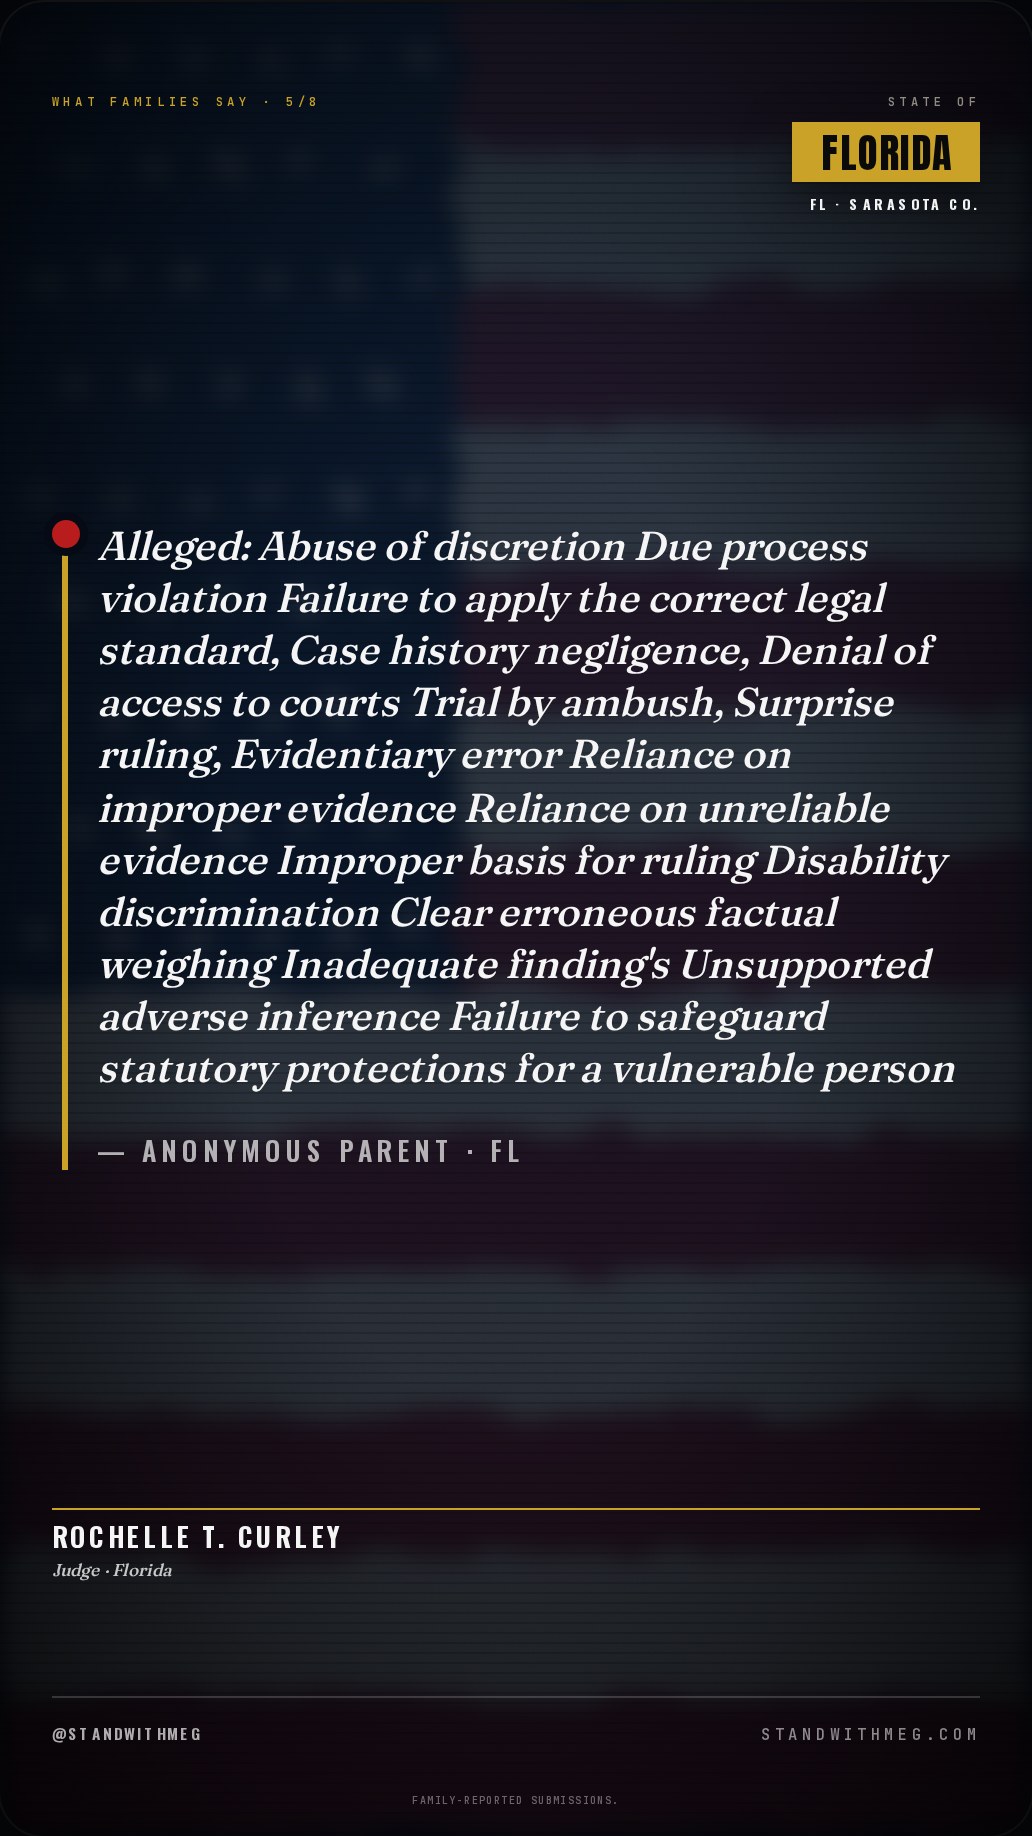 WHAT FAMILIES SAY · 5/8
STATE OF
FLORIDA
FL · SARASOTA CO.
Alleged: Abuse of discretion Due process
violation Failure to apply the correct legal
standard, Case history negligence, Denial of
access to courts Trial by ambush, Surprise
ruling, Evidentiary error Reliance on
improper evidence Reliance on unreliable
evidence Improper basis for ruling Disability
discrimination Clear erroneous factual
weighing Inadequate finding's Unsupported
adverse inference Failure to safeguard
statutory protections for a vulnerable person
— ANONYMOUS PARENT · FL
ROCHELLE T. CURLEY
Judge · Florida
@STANDWITHMEG
STANDWITHMEG.COM
FAMILY-REPORTED SUBMISSIONS.